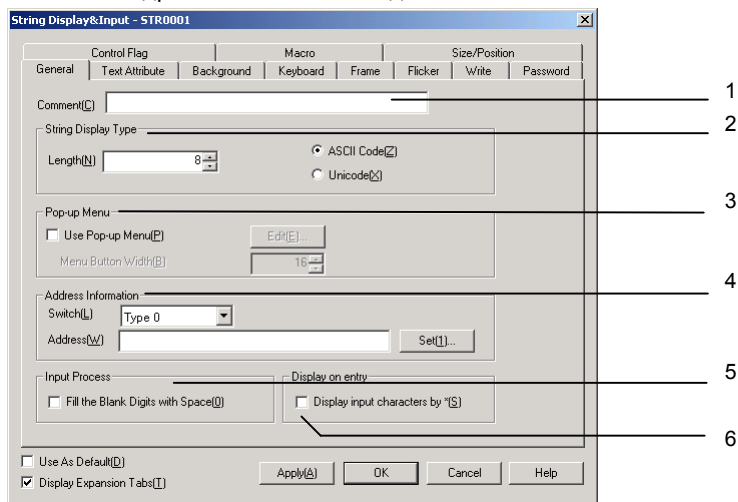 String Display&Input - STR0001
Control Flag Macro Size/Position
General Text Attribute Background Keyboard Frame Flicker Write Password
Comment(C) 1
String Display Type 2
Length(N) 8 ASCII Code(Z)
Unicode(X)
Pop-up Menu 3
Use Pop-up Menu(P) Edit(E)...
Menu Button Width(B) 16
Address Information 4
Switch(L) Type 0
Address(W) Set(1)...
Input Process Display on entry 5
Fill the Blank Digits with Space(0) Display input characters by *(S)
6
Use As Default(D)
Display Expansion Tabs(T) Apply(A) OK Cancel Help